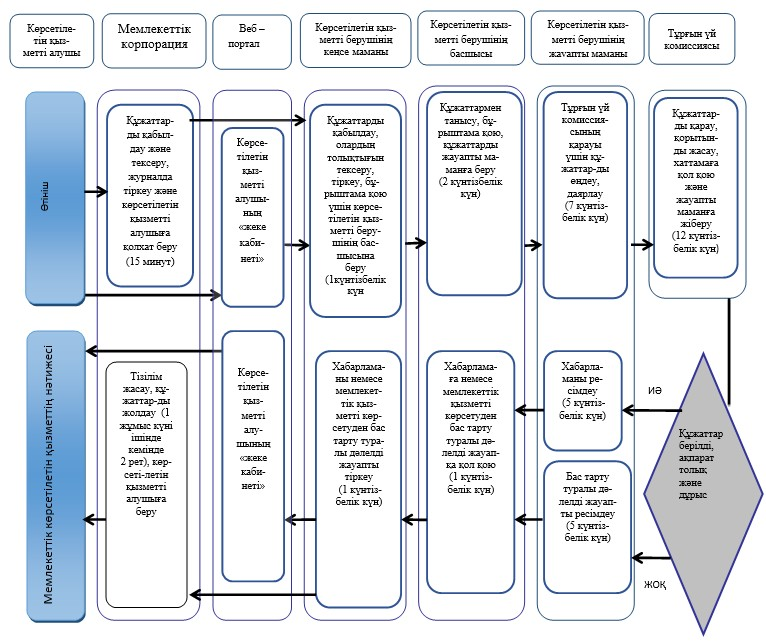 Көрсетіле-
тін қыз-
метті алушы
Мемлекеттік
корпорация
Веб –
портал
Көрсетілетін қыз-
метті берушінің
кеңсе маманы
Көрсетілетін қыз-
метті берушінің
басшысы
Көрсетілетін қызметті
берушінің
жауапты маманы
Тұрғын үй
комиссиясы
Өтініш
Құжаттар-
ды қабыл-
дау және
тексеру,
журналда
тіркеу және
көрсетілетін
қызметті
алушыға
қолхат беру
(15 минут)
Көрсе-
тілетін
қыз-
метті
алушы-
ның
«жеке
каби-
неті»
Құжаттарды
қабылдау,
олардың
толықтығын
тексеру,
тіркеу, бұ-
рыштама қою
үшін көрсе-
тілетін қыз-
метті беру-
шінің бас-
шысына
беру
(1күнтізбелік
күн
Құжаттармен
танысу, бұ-
рыштама қою,
құжаттарды
жауапты ма-
манға беру
(2 күнтізбелік
күн)
Тұрғын үй
комиссия-
сының
қарауы
үшін құ-
жаттар-ды
өңдеу,
даярлау
(7 күнтіз-
белік күн)
Құжаттар-
ды қарау,
қорытын-
ды жасау,
хаттамаға
қол қою
және
жауапты
маманға
жіберу
(12 күнтіз-
белік күн)
Мемлекеттік көрсетілетін қызметтің нәтижесі
Тізілім
жасау, құ-
жаттар-ды
жолдау (1
жұмыс күні
ішінде
кемінде
2 рет), көр-
сеті-летін
қызметті
алушыға
беру
Көрсе-
тілетін
қыз-
метті
алу-
шының
«жеке
каби-
неті»
Хабарлама-
ны немесе
мемлекет-
тік қыз-
метті көр-
сетуден бас
тарту тура-
лы дәлелді
жауапты
тіркеу
(1 күнтіз-
белік күн)
Хабарлама-
ға немесе
мемлекеттік
қызметті
көрсетуден
бас тарту
туралы дә-
лелді жауап-
қа қол қою
(1 күнтіз-
белік күн)
Хабарла-
маны ре-
сімдеу
(5 күнтіз-
белік күн)
иә
Құжаттар
берілді,
ақпарат
толық
және
дұрыс
Бас тарту
туралы дә-
лелді жауап-
ты ресімдеу
(5 күнтіз-
белік күн)
жоқ